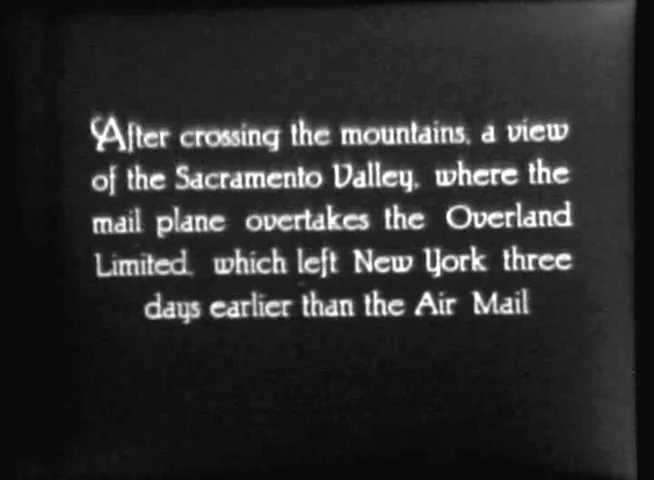 After crossing the mountains, a view
of the Sacramento Valley, where the
mail plane overtakes the Overland
Limited, which left New York three
days earlier than the Air Mail